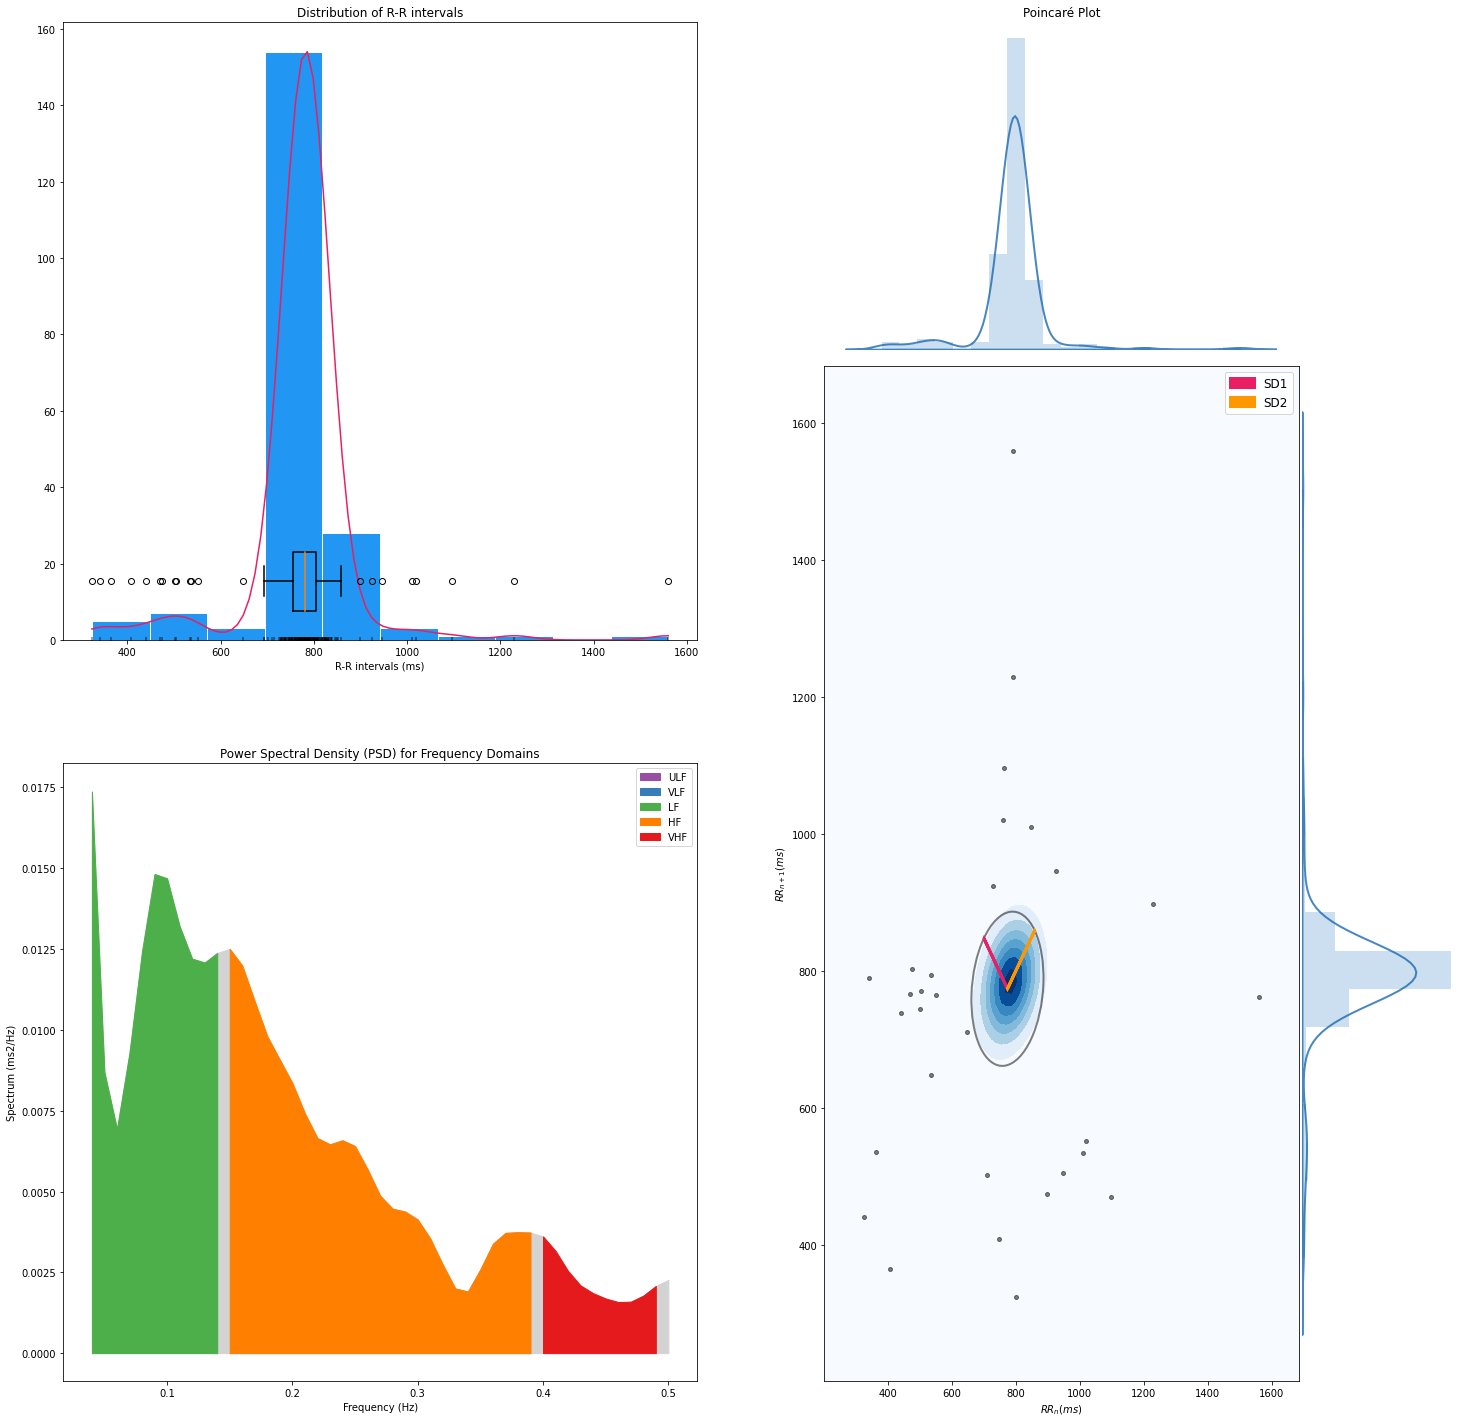 Distribution of R-R intervals
160
140
120
100
80
60
40
20
0
400 600 800 1000 1200 1400 1600
R-R intervals (ms)
Poincaré Plot
SD1
SD2
1600
1400
1200
1000
800
600
400
RRn+1(ms)
400 600 800 1000 1200 1400 1600
RRn(ms)
Power Spectral Density (PSD) for Frequency Domains
ULF
VLF
LF
HF
VHF
0.0175
0.0150
0.0125
0.0100
0.0075
0.0050
0.0025
0.0000
Spectrum (ms2/Hz)
0.1 0.2 0.3 0.4 0.5
Frequency (Hz)